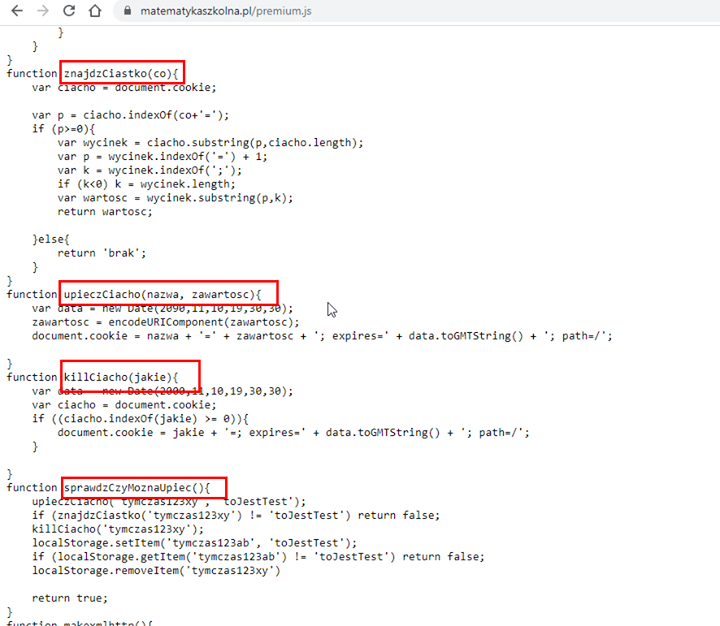 matematykaszkolna.pl/premium.js
}
}
}
function znajdzCiastko(co){
var ciacho = document.cookie;
var p = ciacho.indexOf(co+'=');
if (p>=0){
var wycinek = ciacho.substring(p,ciacho.length);
var p = wycinek.indexOf('=') + 1;
var k = wycinek.indexOf(';');
if (k<0) k = wycinek.length;
var wartosc = wycinek.substring(p,k);
return wartosc;
}else{
return 'brak';
}
}
function upieczCiacho(nazwa, zawartosc){
var data = new Date(2090,11,10,19,30,30);
zawartosc = encodeURIComponent(zawartosc);
document.cookie = nazwa + '=' + zawartosc + '; expires=' + data.toGMTString() + '; path=/';
}
function killCiacho(jakie){
var data = new Date(2000,11,10,19,30,30);
var ciacho = document.cookie;
if ((ciacho.indexOf(jakie) >= 0)){
document.cookie = jakie + '=; expires=' + data.toGMTString() + '; path=/';
}
}
function sprawdzCzyMoznaUpiec(){
upieczCiacho('tymczas123xy', 'toJestTest');
if (znajdzCiastko('tymczas123xy') != 'toJestTest') return false;
killCiacho('tymczas123xy');
localStorage.setItem('tymczas123ab', 'toJestTest');
if (localStorage.getItem('tymczas123ab') != 'toJestTest') return false;
localStorage.removeItem('tymczas123xy')
return true;
}
function makexmlhttp(){